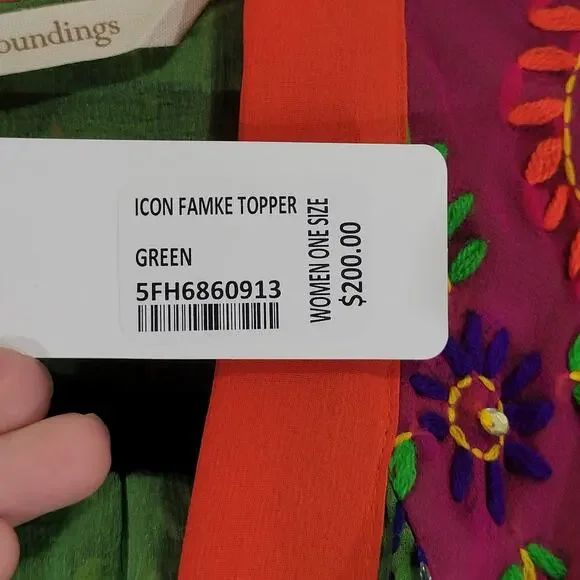 oundings
ICON FAMKE TOPPER
GREEN
5FH6860913
WOMEN ONE SIZE
$200.00